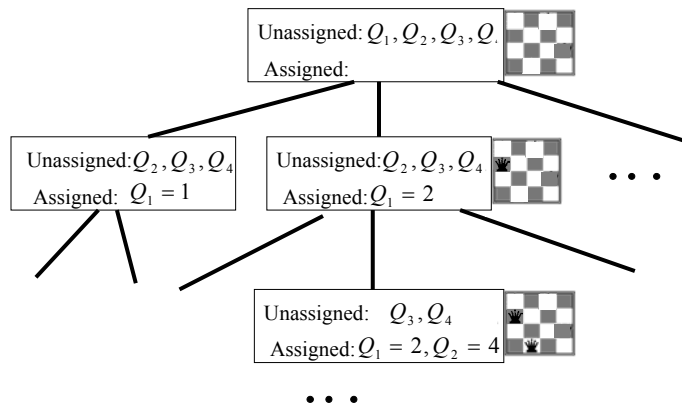 Unassigned: Q₁, Q₂, Q₃, Q
Assigned:
Unassigned: Q₂, Q₃, Q₄
Assigned: Q₁ = 1
Unassigned: Q₂, Q₃, Q₄
Assigned: Q₁ = 2
• • •
Unassigned: Q₃, Q₄
Assigned: Q₁ = 2, Q₂ = 4
• • •